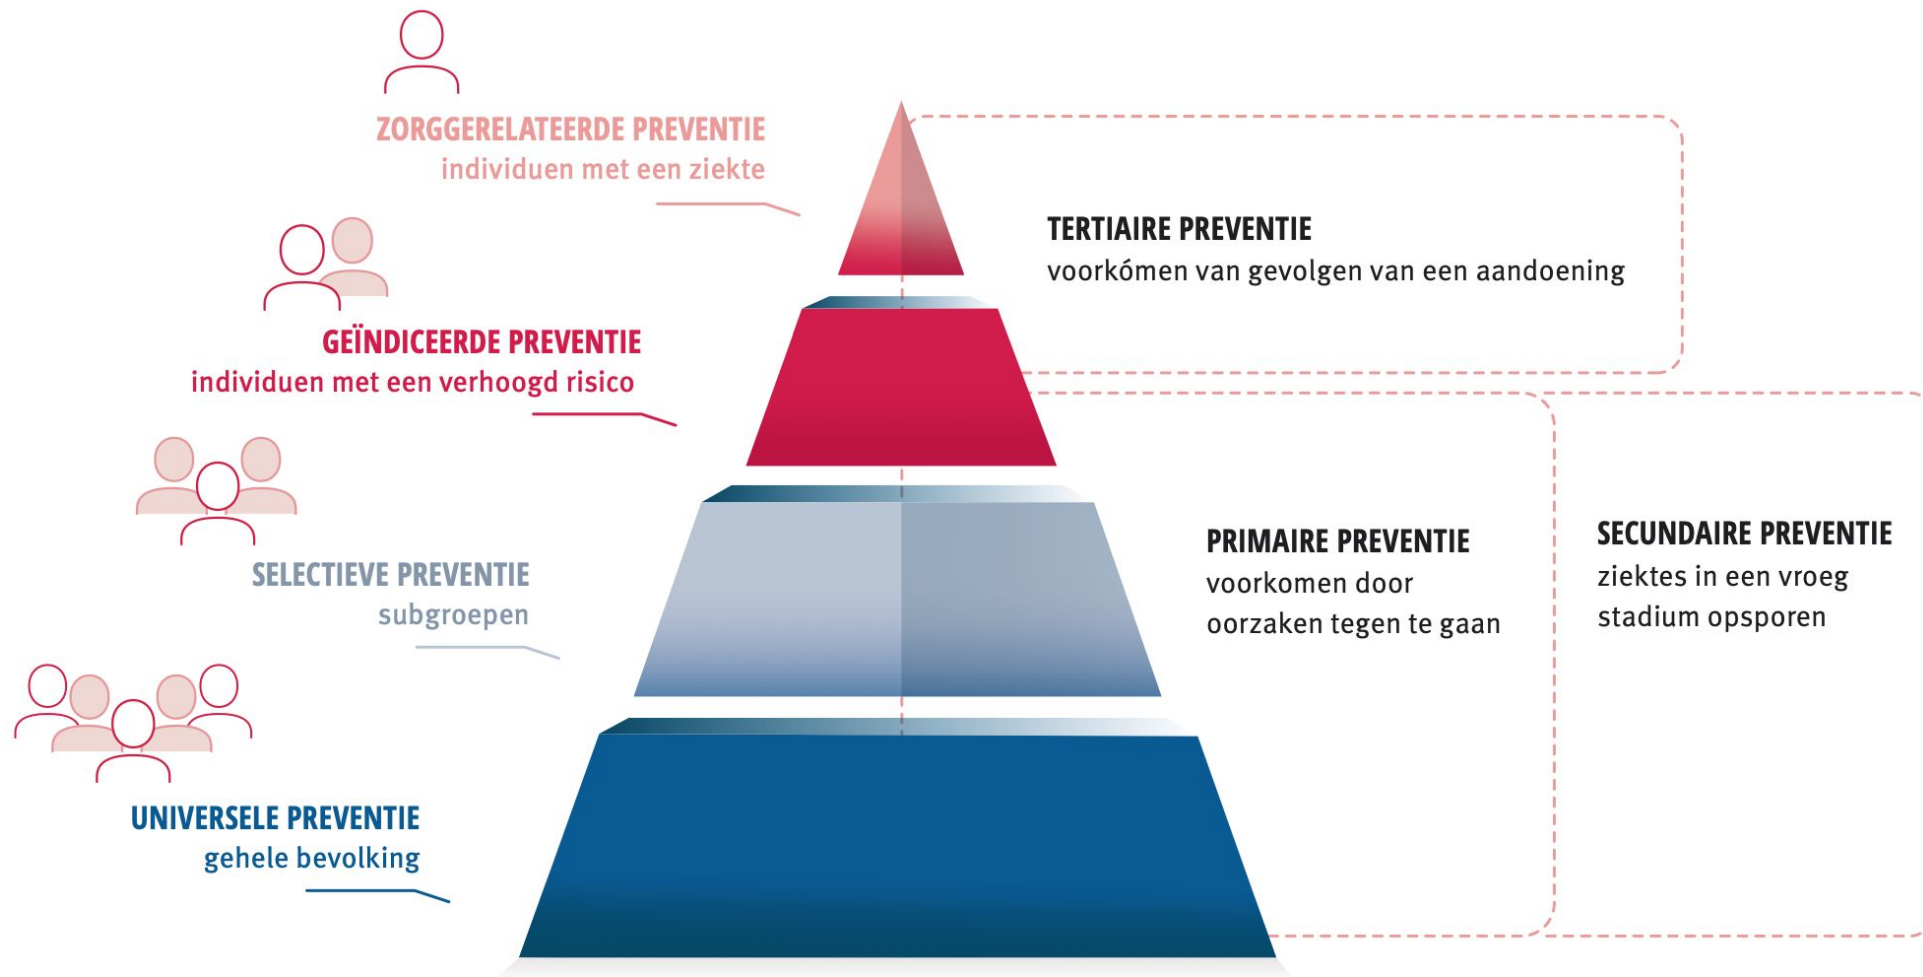 ZORGGERELATEERDE PREVENTIE
individuen met een ziekte
GEÏNDICEERDE PREVENTIE
individuen met een verhoogd risico
SELECTIEVE PREVENTIE
subgroepen
UNIVERSELE PREVENTIE
gehele bevolking
TERTIAIRE PREVENTIE
voorkómen van gevolgen van een aandoening
PRIMAIRE PREVENTIE
voorkomen door
oorzaken tegen te gaan
SECUNDAIRE PREVENTIE
ziektes in een vroeg
stadium opsporen